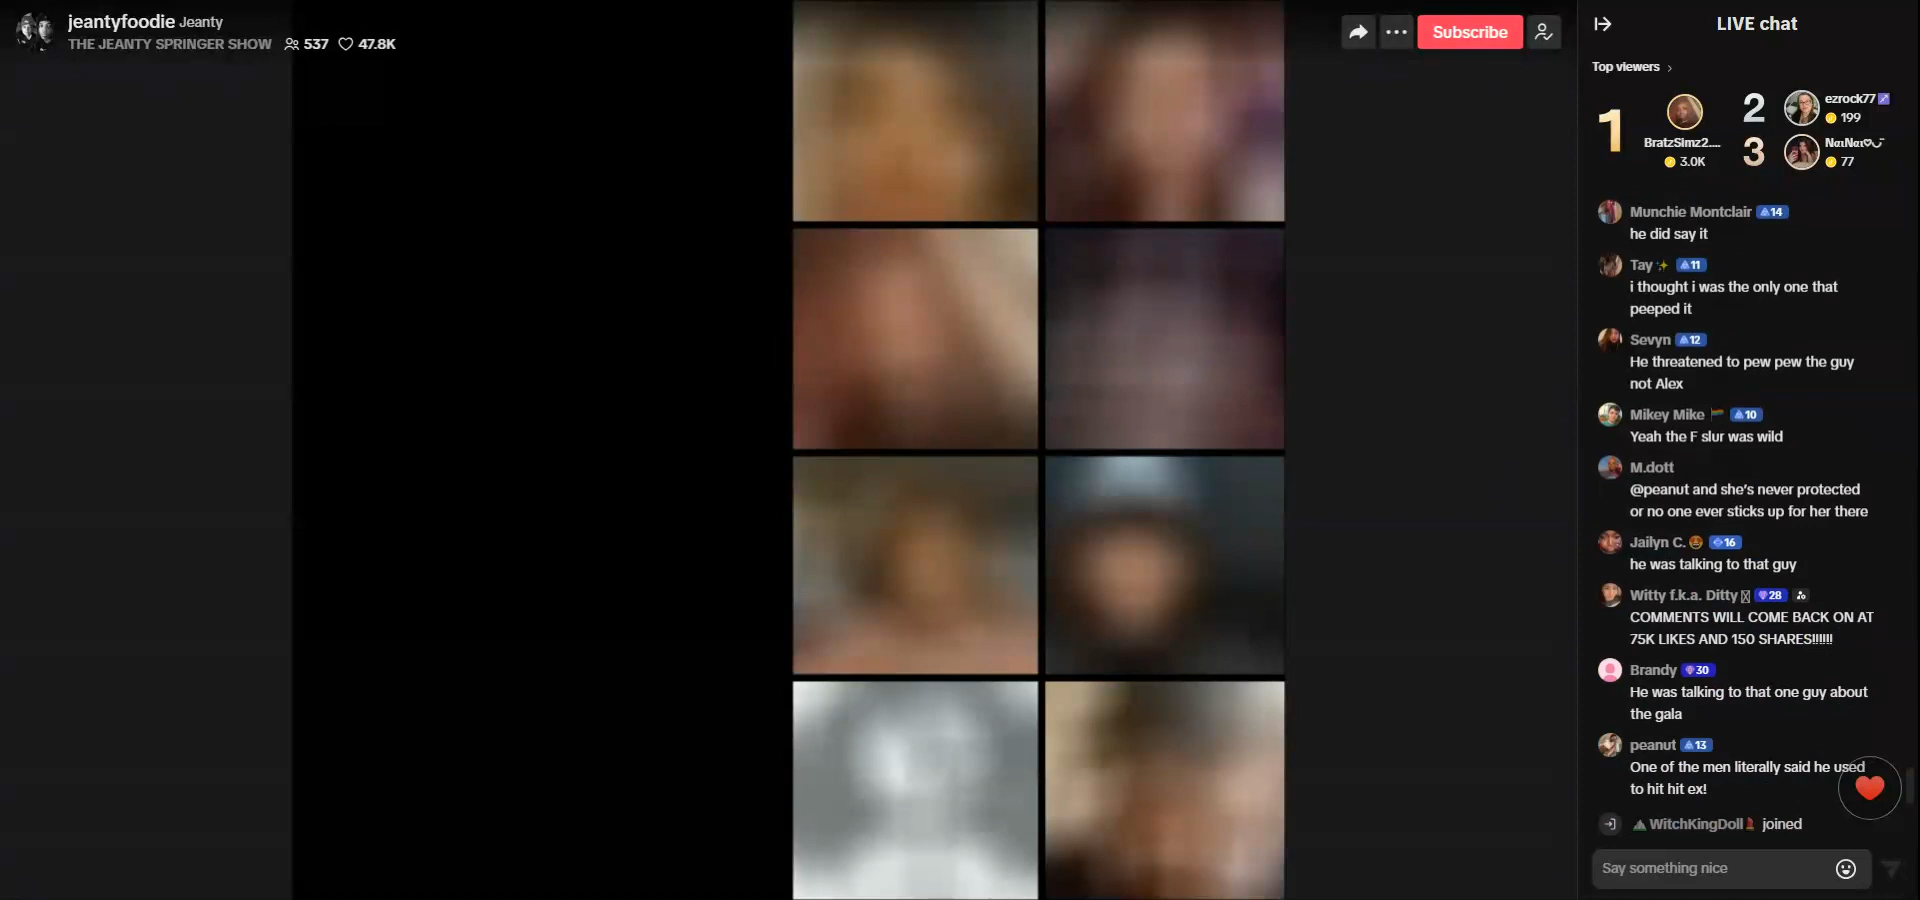 jeantyfoodie Jeanty
THE JEANTY SPRINGER SHOW 537 47.8K
Subscribe
LIVE chat
Top viewers
1
BratzSimz2....
3.0K
2
ezrock77
199
3
NαιNαι
77
Munchie Montclair 14
he did say it
Tay 11
i thought i was the only one that
peeped it
Sevyn 12
He threatened to pew pew the guy
not Alex
Mikey Mike 10
Yeah the F slur was wild
M.dott
@peanut and she's never protected
or no one ever sticks up for her there
Jailyn C. 16
he was talking to that guy
Witty f.k.a. Ditty 28
COMMENTS WILL COME BACK ON AT
75K LIKES AND 150 SHARES!!!!!!
Brandy 30
He was talking to that one guy about
the gala
peanut 13
One of the men literally said he used
to hit hit ex!
WitchKingDoll joined
Say something nice